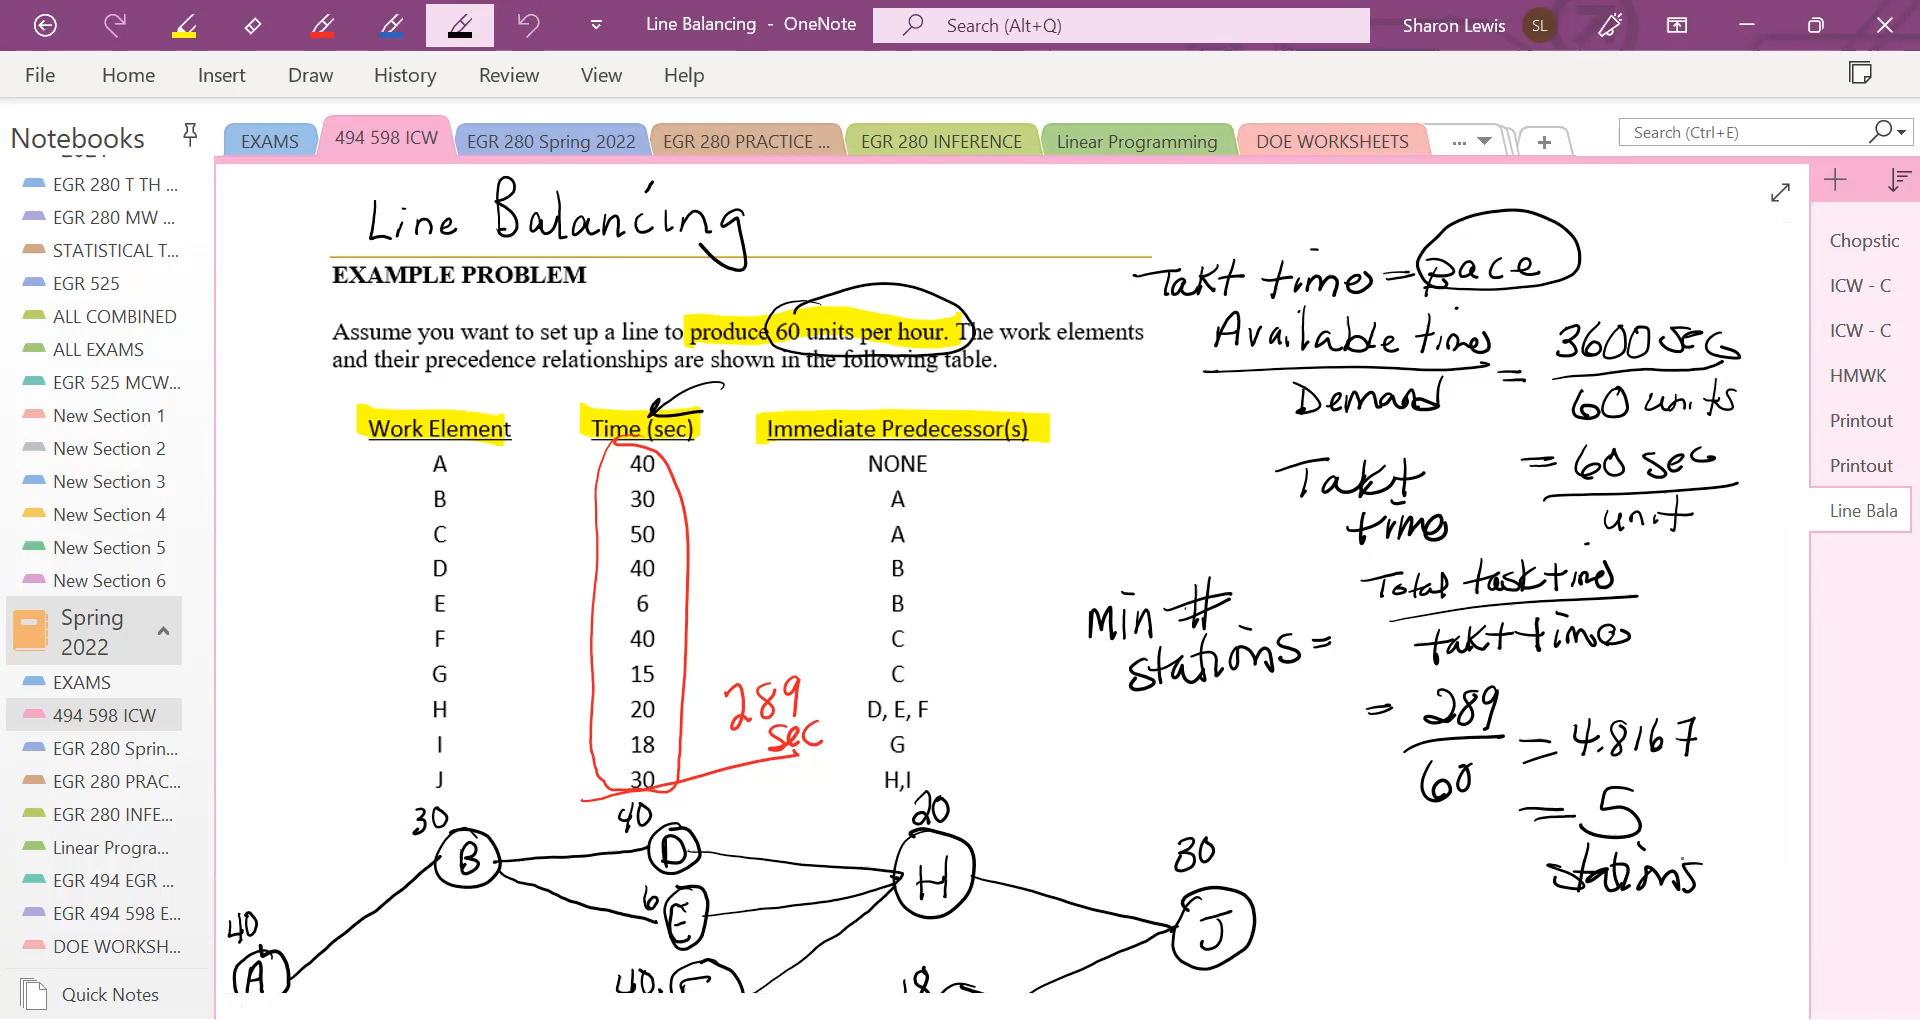 Line Balancing - OneNote
Search (Alt+Q)
Sharon Lewis
SL
File Home Insert Draw History Review View Help
Notebooks
EXAMS
494 598 ICW
EGR 280 Spring 2022
EGR 280 PRACTICE ...
EGR 280 INFERENCE
Linear Programming
DOE WORKSHEETS
...
Search (Ctrl+E)
EGR 280 T TH ...
EGR 280 MW ...
STATISTICAL T...
EGR 525
ALL COMBINED
ALL EXAMS
EGR 525 MCW...
New Section 1
New Section 2
New Section 3
New Section 4
New Section 5
New Section 6
Spring
2022
EXAMS
494 598 ICW
EGR 280 Sprin...
EGR 280 PRAC...
EGR 280 INFE...
Linear Progra...
EGR 494 EGR ...
EGR 494 598 E...
DOE WORKSH...
Quick Notes
Line Balancing
EXAMPLE PROBLEM
Assume you want to set up a line to produce 60 units per hour. The work elements
and their precedence relationships are shown in the following table.
Work Element Time (sec) Immediate Predecessor(s)
A 40 NONE
B 30 A
C 50 A
D 40 B
E 6 B
F 40 C
G 15 C
H 20 D, E, F
I 18 G
J 30 H,I
289
sec
30
B
40
D
20
H
6
E
30
J
40
A
40
F
18
Takt time = pace
Available time
Demand
= 3600 sec
60 units
Takt
time
= 60 sec
unit
min #
stations =
Total task time
takt time
= 289
60
= 4.8167
= 5
stations
Chopstic
ICW - C
ICW - C
HMWK
Printout
Printout
Line Bala